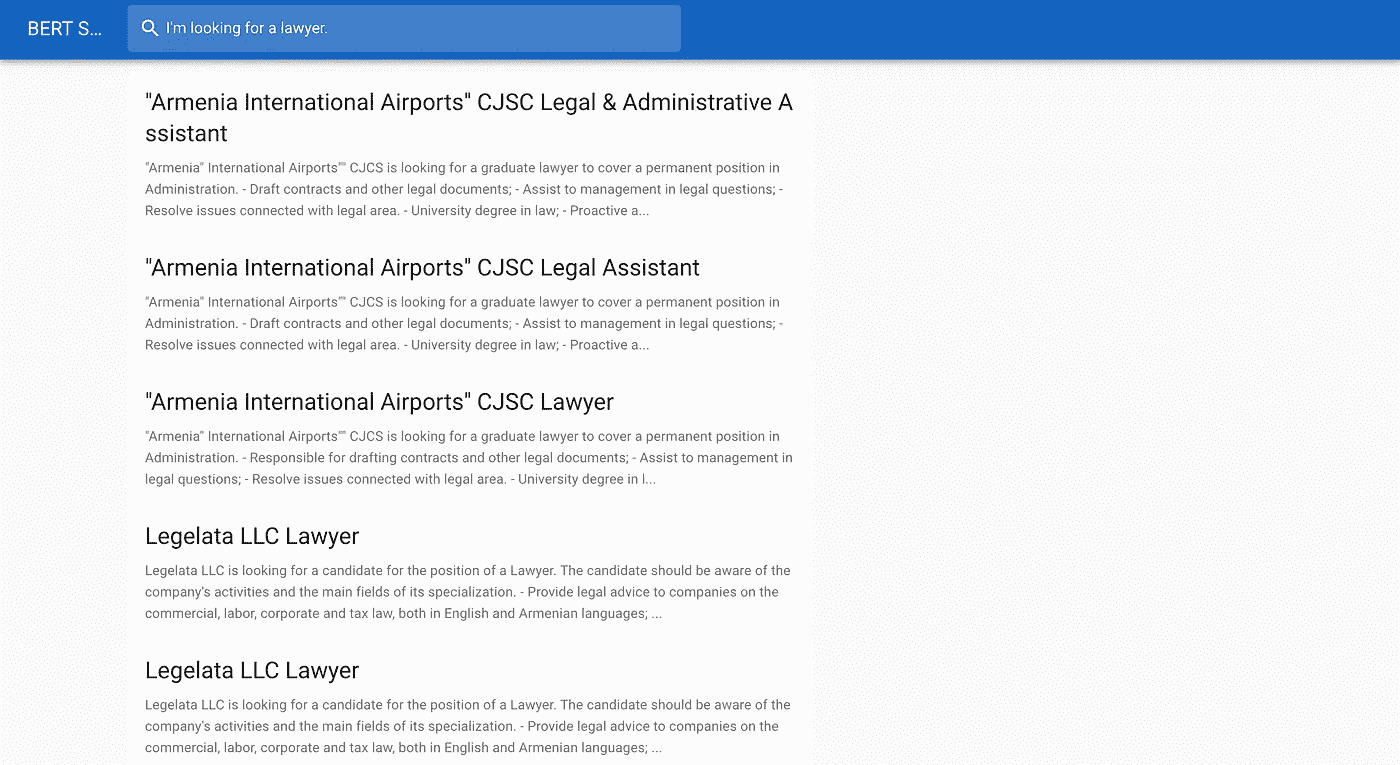 BERT S...
I'm looking for a lawyer.
"Armenia International Airports" CJSC Legal & Administrative A
ssistant
"Armenia" International Airports"" CJCS is looking for a graduate lawyer to cover a permanent position in
Administration. - Draft contracts and other legal documents; - Assist to management in legal questions; -
Resolve issues connected with legal area. - University degree in law; - Proactive a...
"Armenia International Airports" CJSC Legal Assistant
"Armenia" International Airports"" CJCS is looking for a graduate lawyer to cover a permanent position in
Administration. - Draft contracts and other legal documents; - Assist to management in legal questions; -
Resolve issues connected with legal area. - University degree in law; - Proactive a...
"Armenia International Airports" CJSC Lawyer
"Armenia" International Airports"" CJCS is looking for a graduate lawyer to cover a permanent position in
Administration. - Responsible for drafting contracts and other legal documents; - Assist to management in
legal questions; - Resolve issues connected with legal area. - University degree in l...
Legelata LLC Lawyer
Legelata LLC is looking for a candidate for the position of a Lawyer. The candidate should be aware of the
company's activities and the main fields of its specialization. - Provide legal advice to companies on the
commercial, labor, corporate and tax law, both in English and Armenian languages; ...
Legelata LLC Lawyer
Legelata LLC is looking for a candidate for the position of a Lawyer. The candidate should be aware of the
company's activities and the main fields of its specialization. - Provide legal advice to companies on the
commercial, labor, corporate and tax law, both in English and Armenian languages; ...